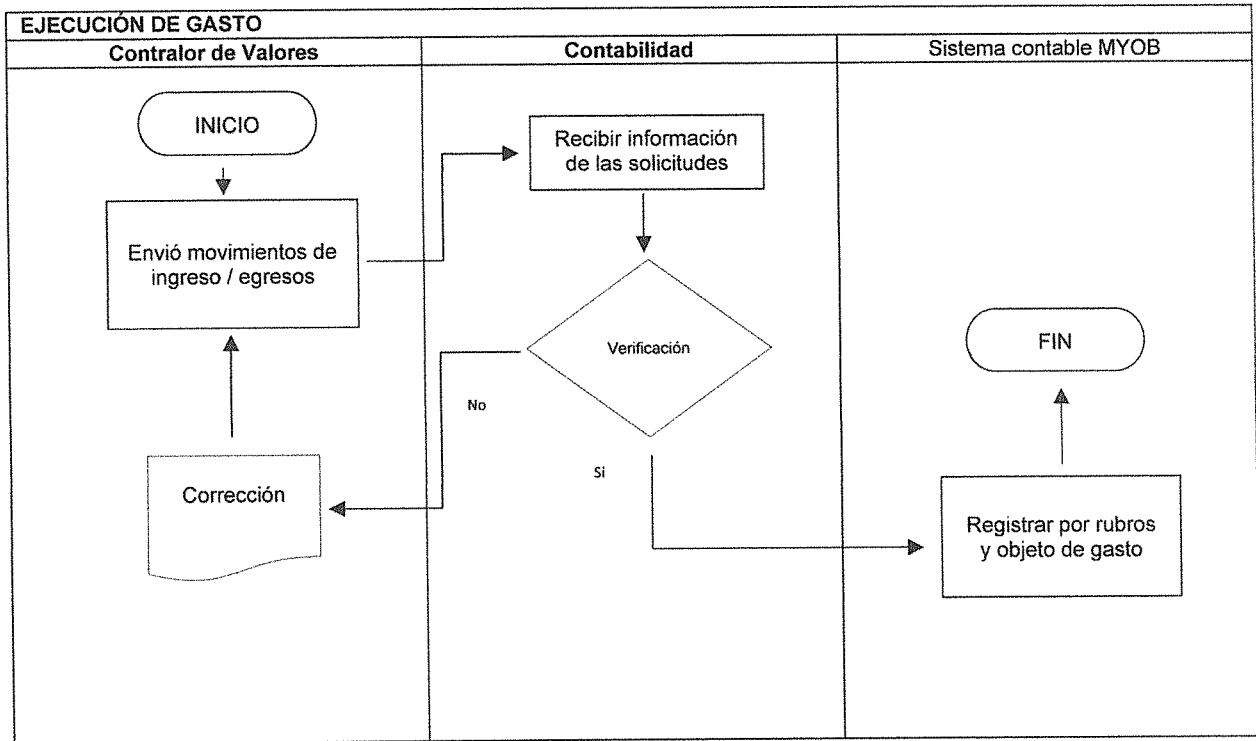 EJECUCIÓN DE GASTO
Contralor de Valores
Contabilidad
Sistema contable MYOB
INICIO
Envió movimientos de
ingreso / egresos
Recibir información
de las solicitudes
Verificación
No
Si
Corrección
Registrar por rubros
y objeto de gasto
FIN